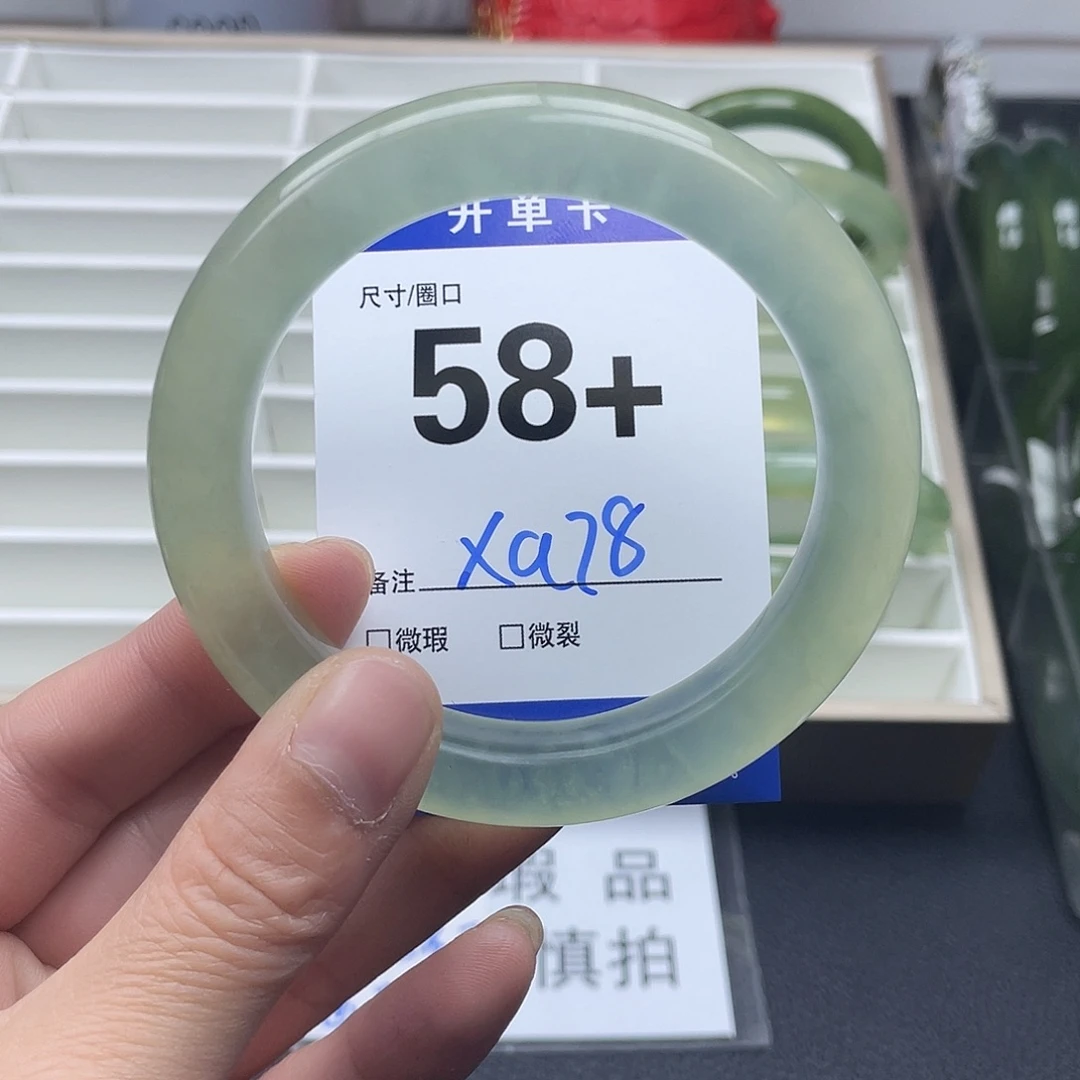 开单卡
尺寸/圈口
58+
备注 xa78
□微瑕 □微裂
瑕品
慎拍